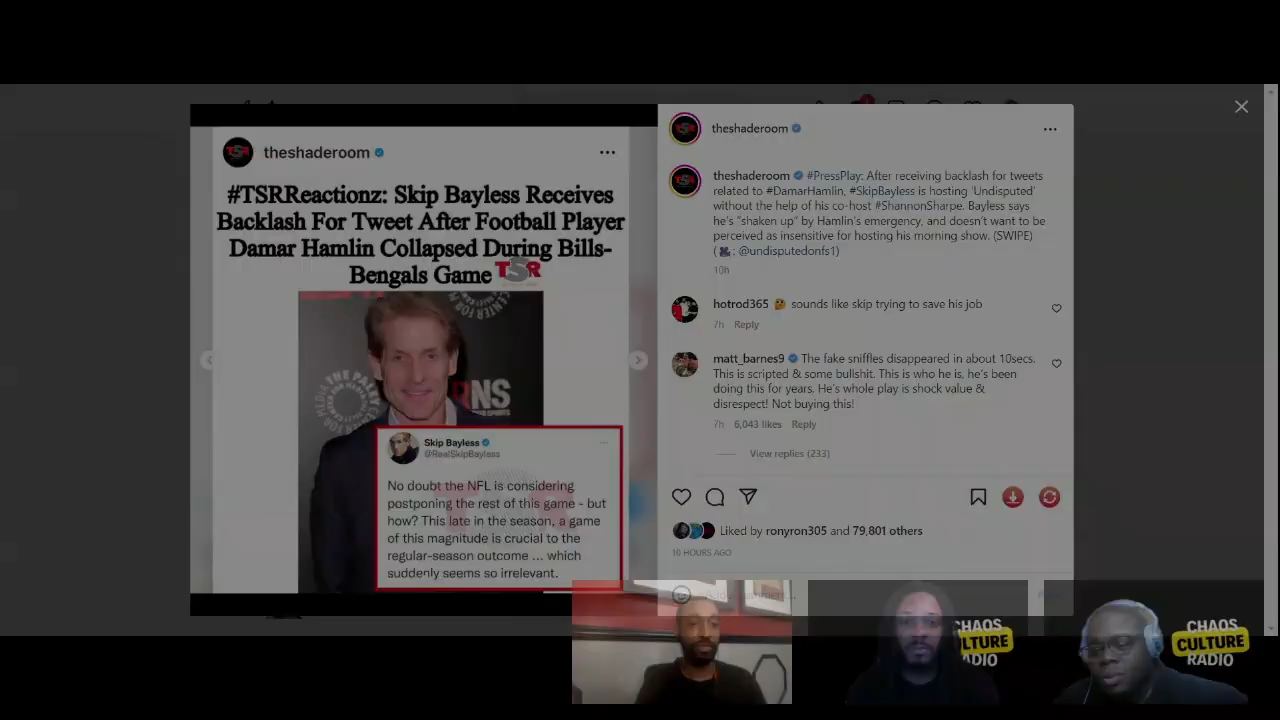 theshaderoom
#TSRReactionz: Skip Bayless Receives
Backlash For Tweet After Football Player
Damar Hamlin Collapsed During Bills-
Bengals Game TSR
THE PALEY
CENTER FOR M
RNS
Skip Bayless
@RealSkipBayless
No doubt the NFL is considering
postponing the rest of this game - but
how? This late in the season, a game
of this magnitude is crucial to the
regular-season outcome ... which
suddenly seems so irrelevant.
theshaderoom
theshaderoom #PressPlay: After receiving backlash for tweets
related to #DamarHamlin, #SkipBayless is hosting 'Undisputed'
without the help of his co-host #ShannonSharpe. Bayless says
he's "shaken up" by Hamlin's emergency, and doesn't want to be
perceived as insensitive for hosting his morning show. (SWIPE)
(🎥: @undisputedonfs1)
10h
hotrod365 🤔 sounds like skip trying to save his job
7h Reply
matt_barnes9 The fake sniffles disappeared in about 10secs.
This is scripted & some bullshit. This is who he is, he's been
doing this for years. He's whole play is shock value &
disrespect! Not buying this!
7h 6,043 likes Reply
View replies (233)
Liked by ronyron305 and 79,801 others
10 HOURS AGO
CHAOS
CULTURE
RADIO
CHAOS
CULTURE
RADIO